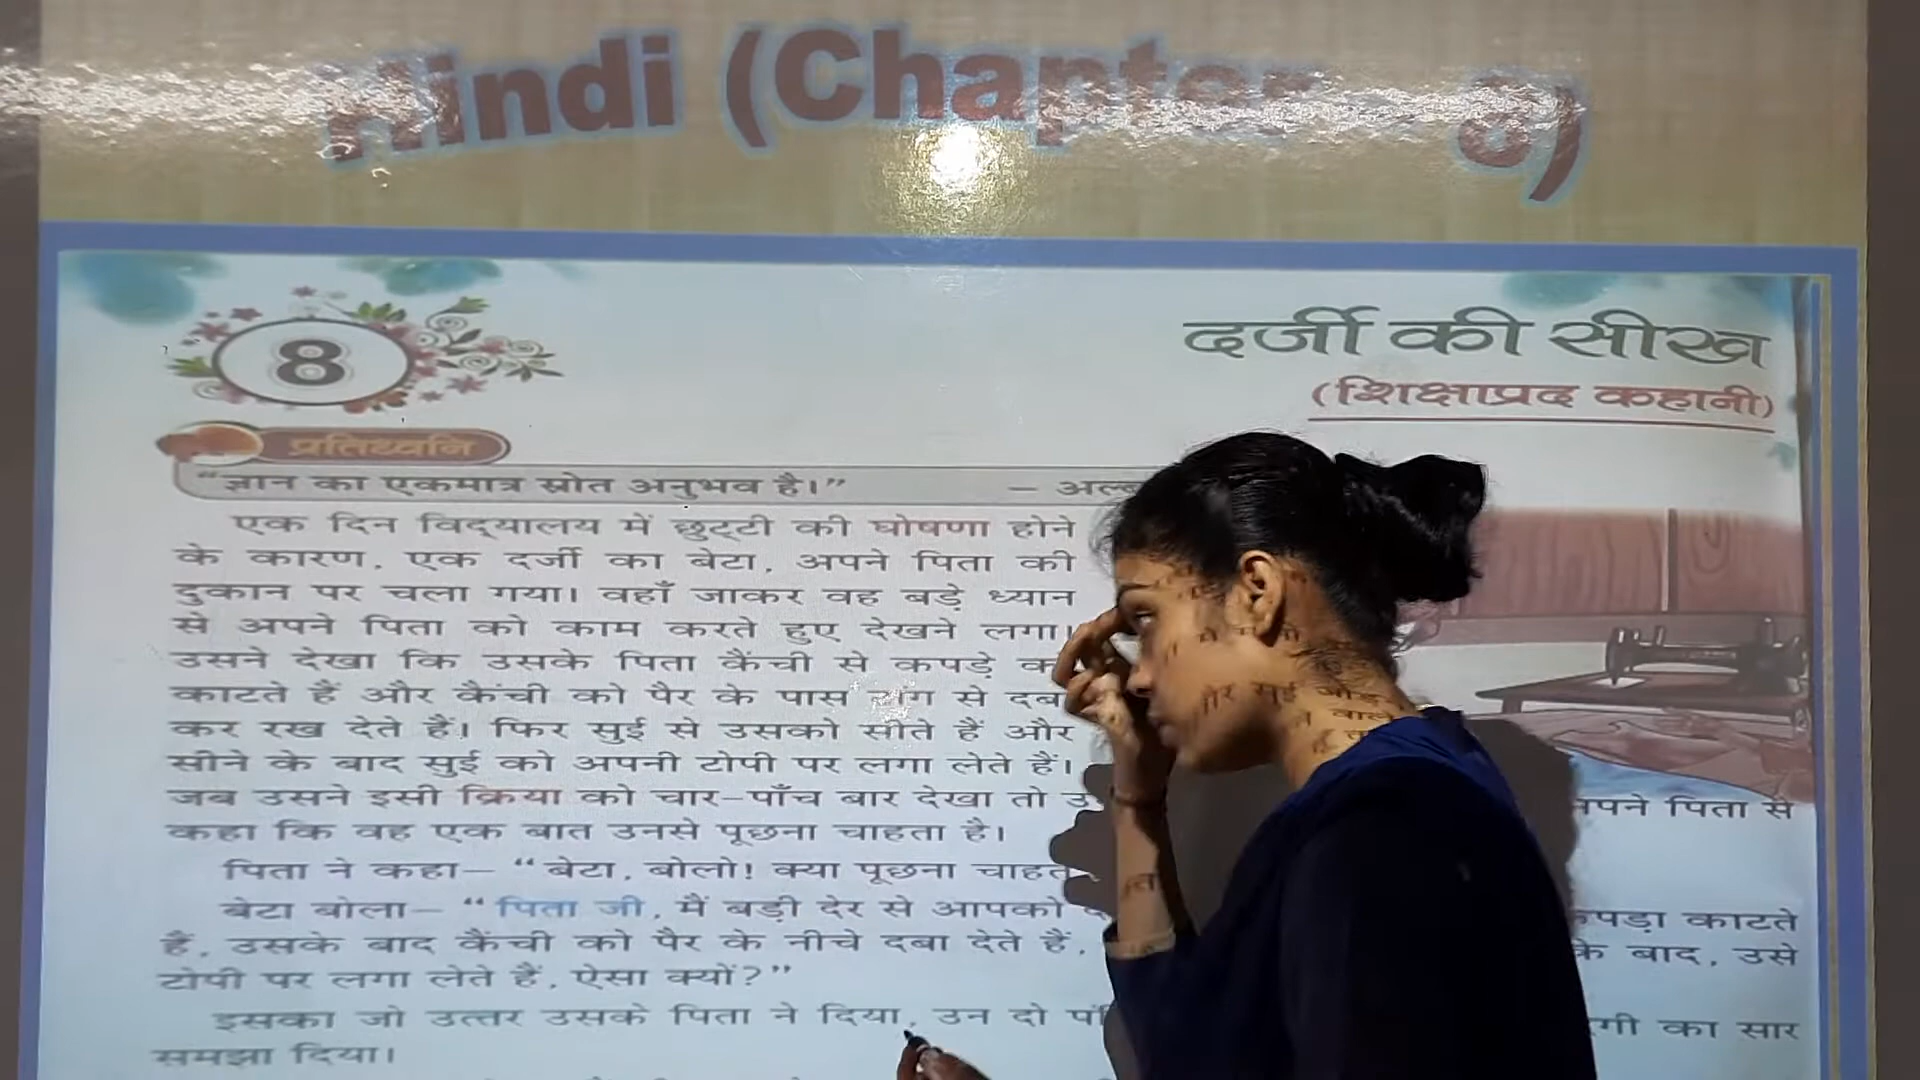 Hindi (Chapter 8)
8
दर्जी की सीख
(शिक्षाप्रद कहानी)
प्रतिध्वनि
“ज्ञान का एकमात्र स्रोत अनुभव है।” –
एक दिन विद्यालय में छुट्टी की घोषणा होने
के कारण, एक दर्जी का बेटा, अपने पिता की
दुकान पर चला गया। वहाँ जाकर वह बड़े ध्यान
से अपने पिता को काम करते हुए देखने लगा।
उसने देखा कि उसके पिता कैंची से कपड़े
काटते हैं और कैंची को पैर के पास से
कर रख देते हैं। फिर सुई से उसको सीते हैं और
सीने के बाद सुई को अपनी टोपी पर लगा लेते हैं।
जब उसने इसी क्रिया को चार-पाँच बार देखा तो पिता से
कहा कि वह एक बात उनसे पूछना चाहता है।
पिता ने कहा– “बेटा, बोलो! क्या पूछना
बेटा बोला– “पिता जी, मैं बड़ी देर से आपको काटते
हैं, उसके बाद कैंची को पैर के नीचे दबा देते हैं, बाद, उसे
टोपी पर लगा लेते हैं, ऐसा क्यों?”
इसका जो उत्तर उसके पिता ने दिया, उन दो का सार
समझा दिया।